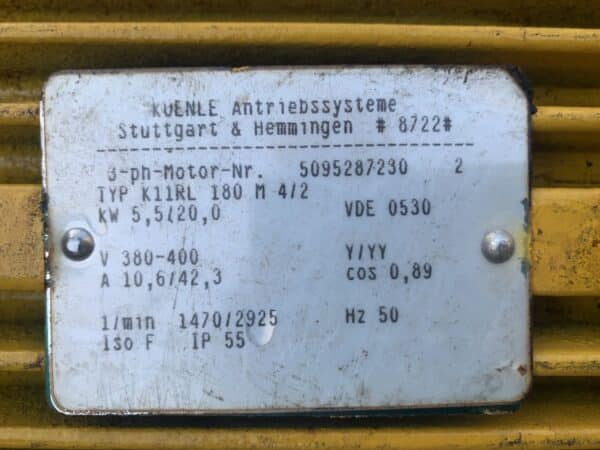 KUENLE Antriebssysteme
Stuttgart & Hemmingen # 8722#
3-ph-Motor-Nr. 5095287230 2
TYP K11RL 180 M 4/2
KW 5,5/20,0 VDE 0530
V 380-400 Y/YY
A 10,6/42,3 cos 0,89
1/min 1470/2925 Hz 50
Iso F IP 55